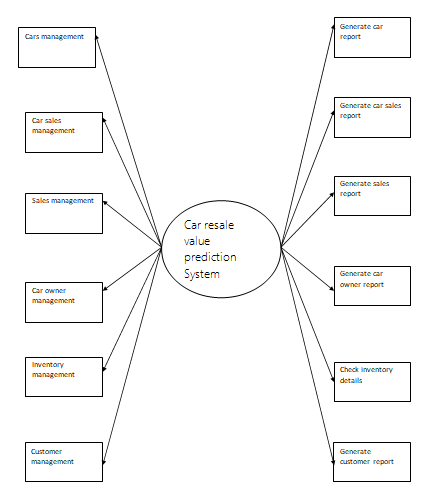 Cars management
Car sales
management
Sales management
Car owner
management
Inventory
management
Customer
management
Car resale
value
prediction
System
Generate car
report
Generate car sales
report
Generate sales
report
Generate car
owner report
Check inventory
details
Generate
customer report